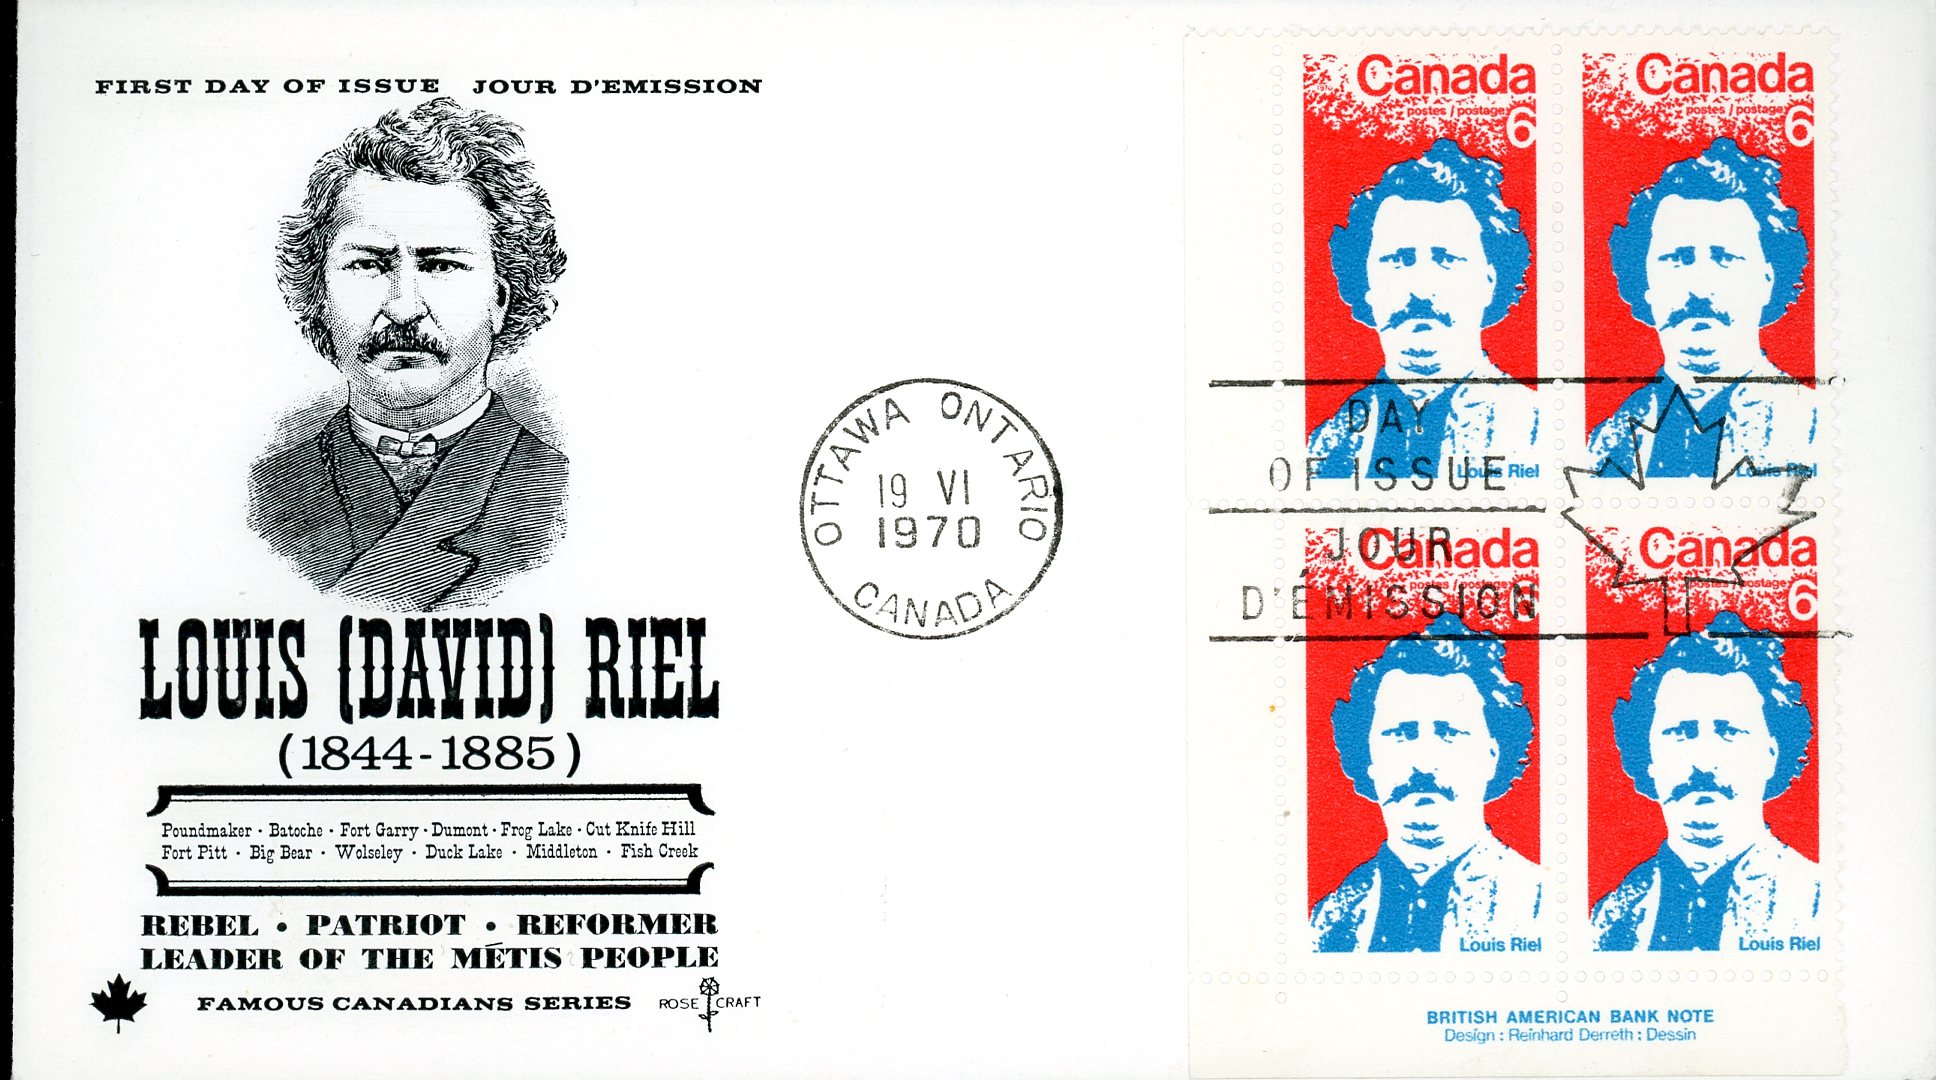 FIRST DAY OF ISSUE JOUR D'EMISSION
LOUIS (DAVID) RIEL
(1844-1885)
Poundmaker · Batoche · Fort Garry · Dumont · Frog Lake · Cut Knife Hill
Fort Pitt · Big Bear · Wolseley · Duck Lake · Middleton · Fish Creek
REBEL • PATRIOT • REFORMER
LEADER OF THE MÉTIS PEOPLE
FAMOUS CANADIANS SERIES
ROSE CRAFT
OTTAWA ONTARIO
19 VI
1970
CANADA
Canada
postes / postage
6
Louis Riel
Canada
postes / postage
6
Louis Riel
DAY
OF ISSUE
JOUR
D'ÉMISSION
Canada
postes / postage
6
Louis Riel
Canada
postes / postage
6
Louis Riel
BRITISH AMERICAN BANK NOTE
Design : Reinhard Derreth : Dessin